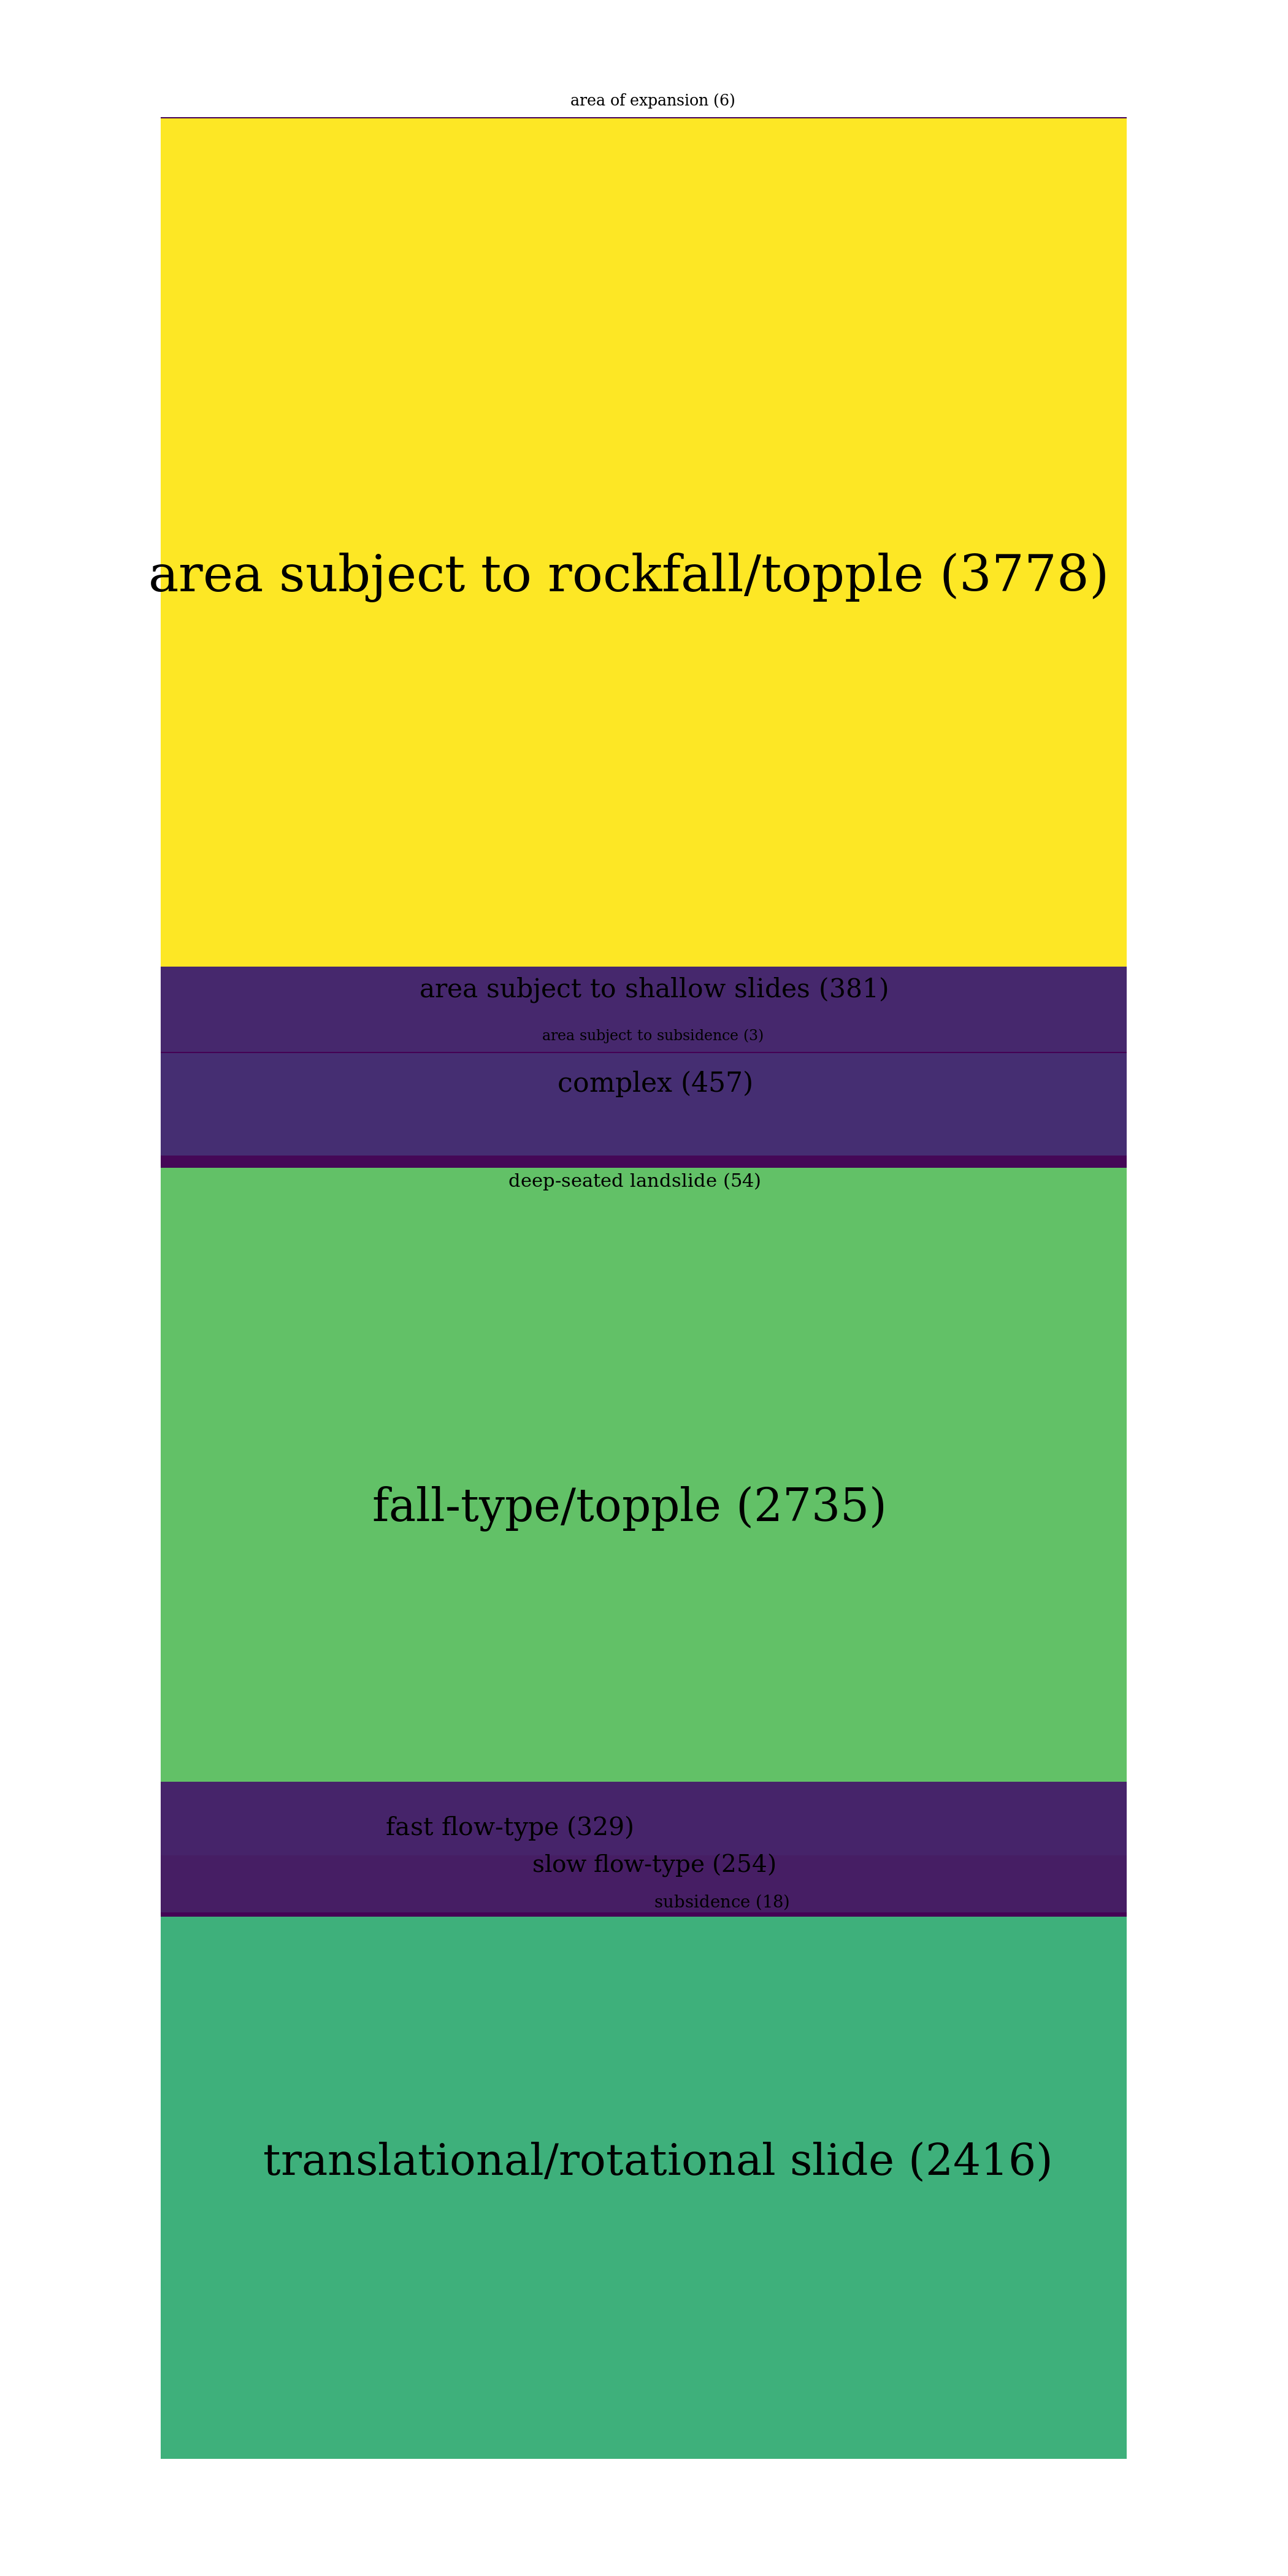 area of expansion (6)
area subject to rockfall/topple (3778)
area subject to shallow slides (381)
area subject to subsidence (3)
complex (457)
deep-seated landslide (54)
fall-type/topple (2735)
fast flow-type (329)
slow flow-type (254)
subsidence (18)
translational/rotational slide (2416)